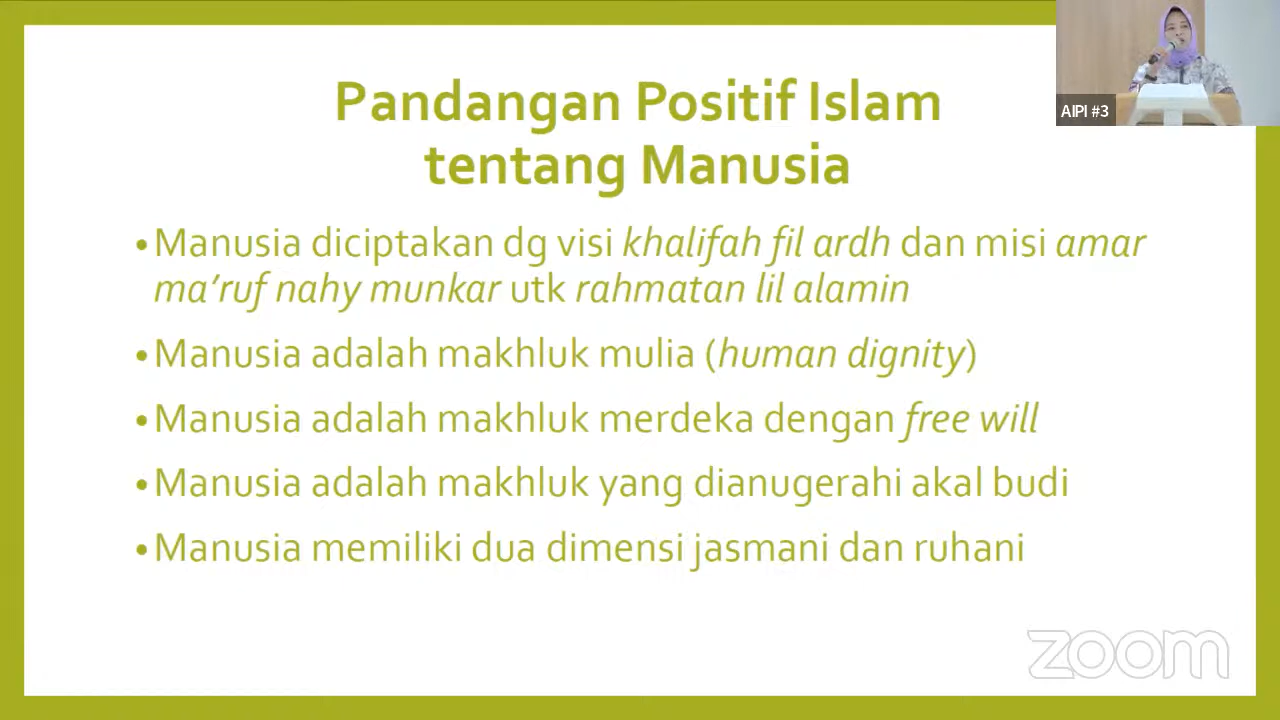 Pandangan Positif Islam
tentang Manusia
•Manusia diciptakan dg visi khalifah fil ardh dan misi amar
ma’ruf nahy munkar utk rahmatan lil alamin
•Manusia adalah makhluk mulia (human dignity)
•Manusia adalah makhluk merdeka dengan free will
•Manusia adalah makhluk yang dianugerahi akal budi
•Manusia memiliki dua dimensi jasmani dan ruhani
AIPI #3
zoom